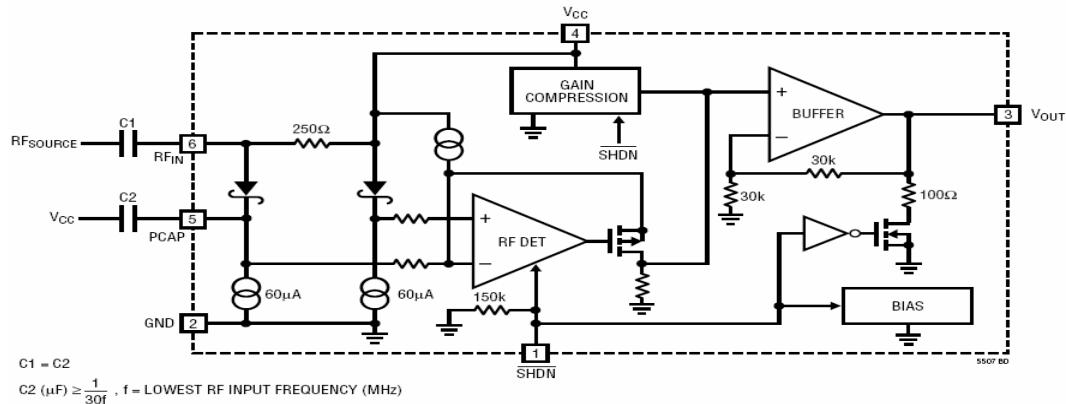 VCC
4
GAIN
COMPRESSION
SHDN
BUFFER
+
−
3
VOUT
RFSOURCE
C1
6
RFIN
250Ω
30k
30k
100Ω
VCC
C2
5
PCAP
+
RF DET
−
60µA
60µA
150k
BIAS
GND
2
1
SHDN
5507 BD
C1 = C2
C2 (µF) ≥ 1/30f , f = LOWEST RF INPUT FREQUENCY (MHz)